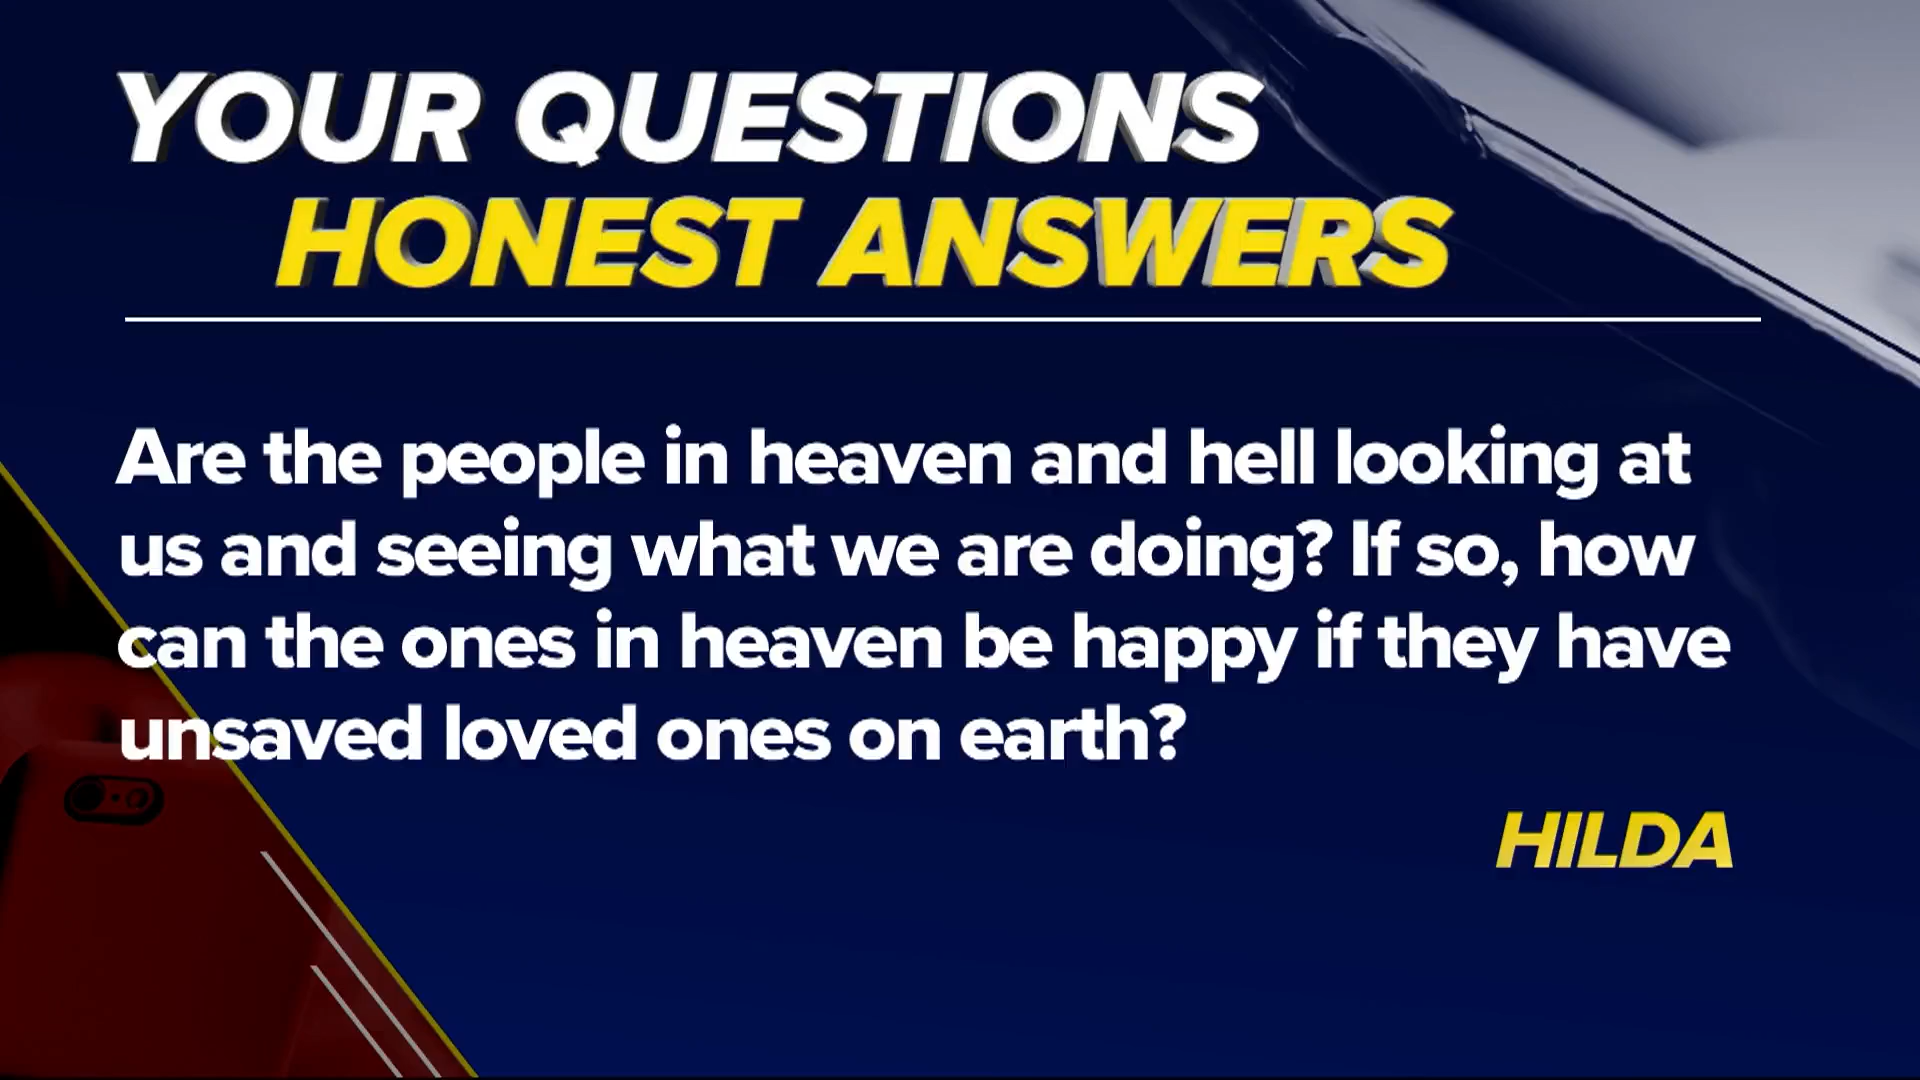 YOUR QUESTIONS
HONEST ANSWERS
Are the people in heaven and hell looking at
us and seeing what we are doing? If so, how
can the ones in heaven be happy if they have
unsaved loved ones on earth?
HILDA